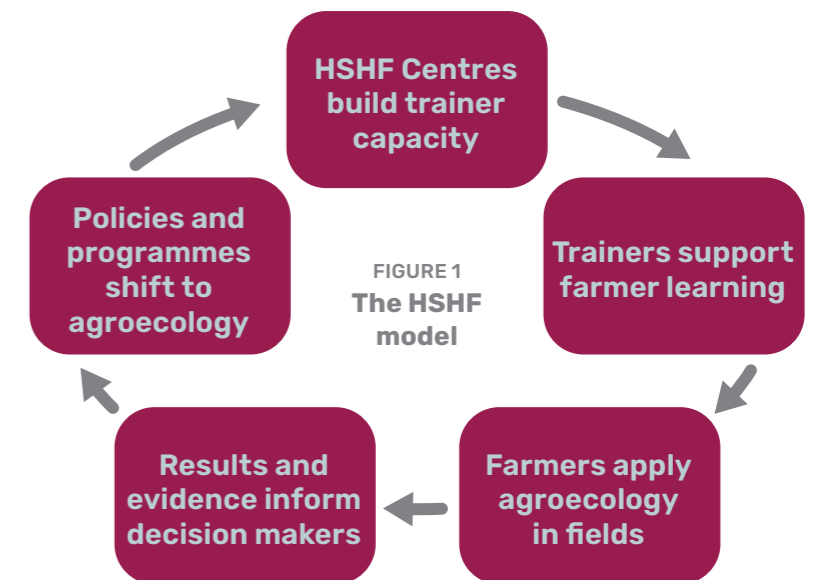 HSHF Centres
build trainer
capacity
Trainers support
farmer learning
Farmers apply
agroecology
in fields
Results and
evidence inform
decision makers
Policies and
programmes
shift to
agroecology
FIGURE 1
The HSHF
model